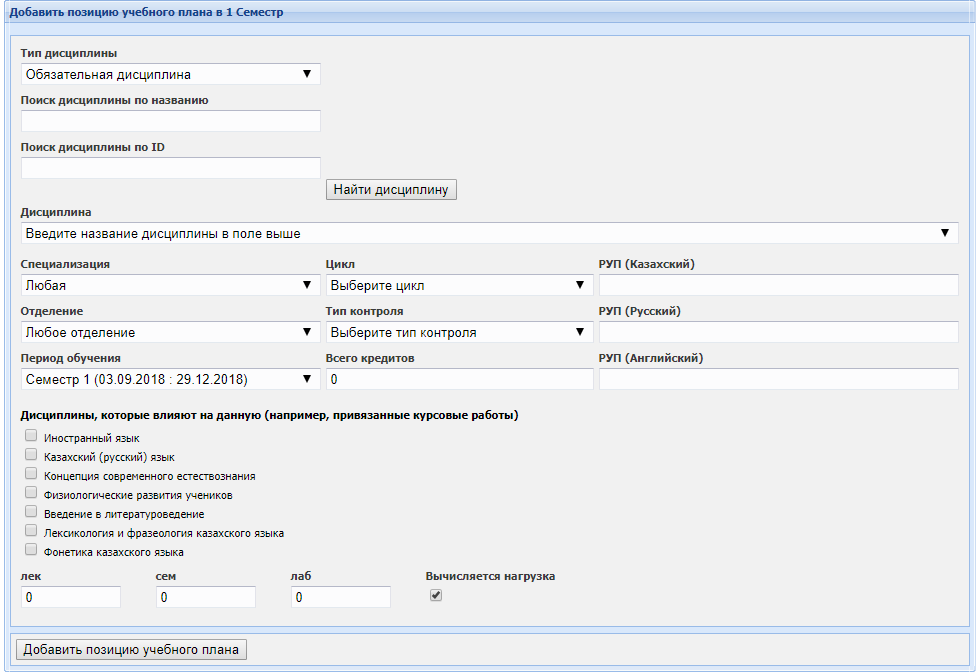 Добавить позицию учебного плана в 1 Семестр
Тип дисциплины
Обязательная дисциплина
Поиск дисциплины по названию
Поиск дисциплины по ID
Найти дисциплину
Дисциплина
Введите название дисциплины в поле выше
Специализация Цикл РУП (Казахский)
Любая Выберите цикл
Отделение Тип контроля РУП (Русский)
Любое отделение Выберите тип контроля
Период обучения Всего кредитов РУП (Английский)
Семестр 1 (03.09.2018 : 29.12.2018) 0
Дисциплины, которые влияют на данную (например, привязанные курсовые работы)
Иностранный язык
Казахский (русский) язык
Концепция современного естествознания
Физиологические развития учеников
Введение в литературоведение
Лексикология и фразеология казахского языка
Фонетика казахского языка
лек сем лаб Вычисляется нагрузка
0 0 0
Добавить позицию учебного плана